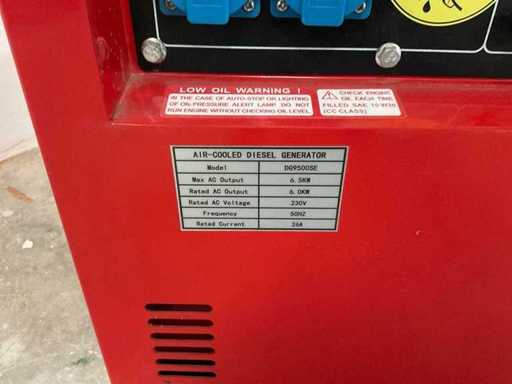 LOW OIL WARNING !
IN THE CASE OF AUTO-STOP OR LIGHTING
OF OIL-PRESSURE ALERT LAMP DO NOT
RUN ENGINE WITHOUT CHECKING OIL LEVEL
CHECK ENGINE
OIL EACH TIME
FILLED SAE 10 W30
(CC CLASS)
AIR-COOLED DIESEL GENERATOR
Model DG9500SE
Max AC Output 6.5KW
Rated AC Output 6.0KW
Rated AC Voltage 230V
Frequency 50HZ
Rated Current 26A